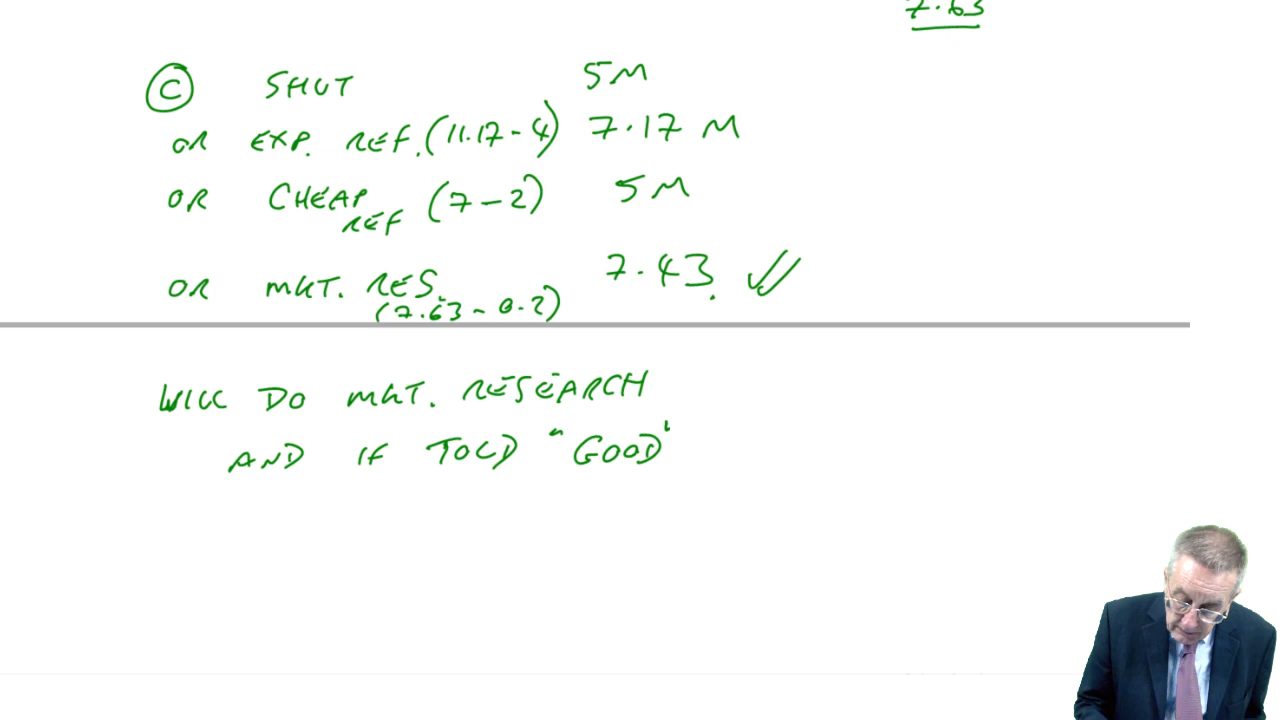 7.63
Ⓒ SHUT 5M
OR EXP. REF. (11.17 - 4) 7.17 M
OR CHEAP REF (7 - 2) 5M
OR MKT. RES. (7.63 - 0.2) 7.43. ✓✓
WILL DO MKT. RESEARCH
AND IF TOLD "GOOD"